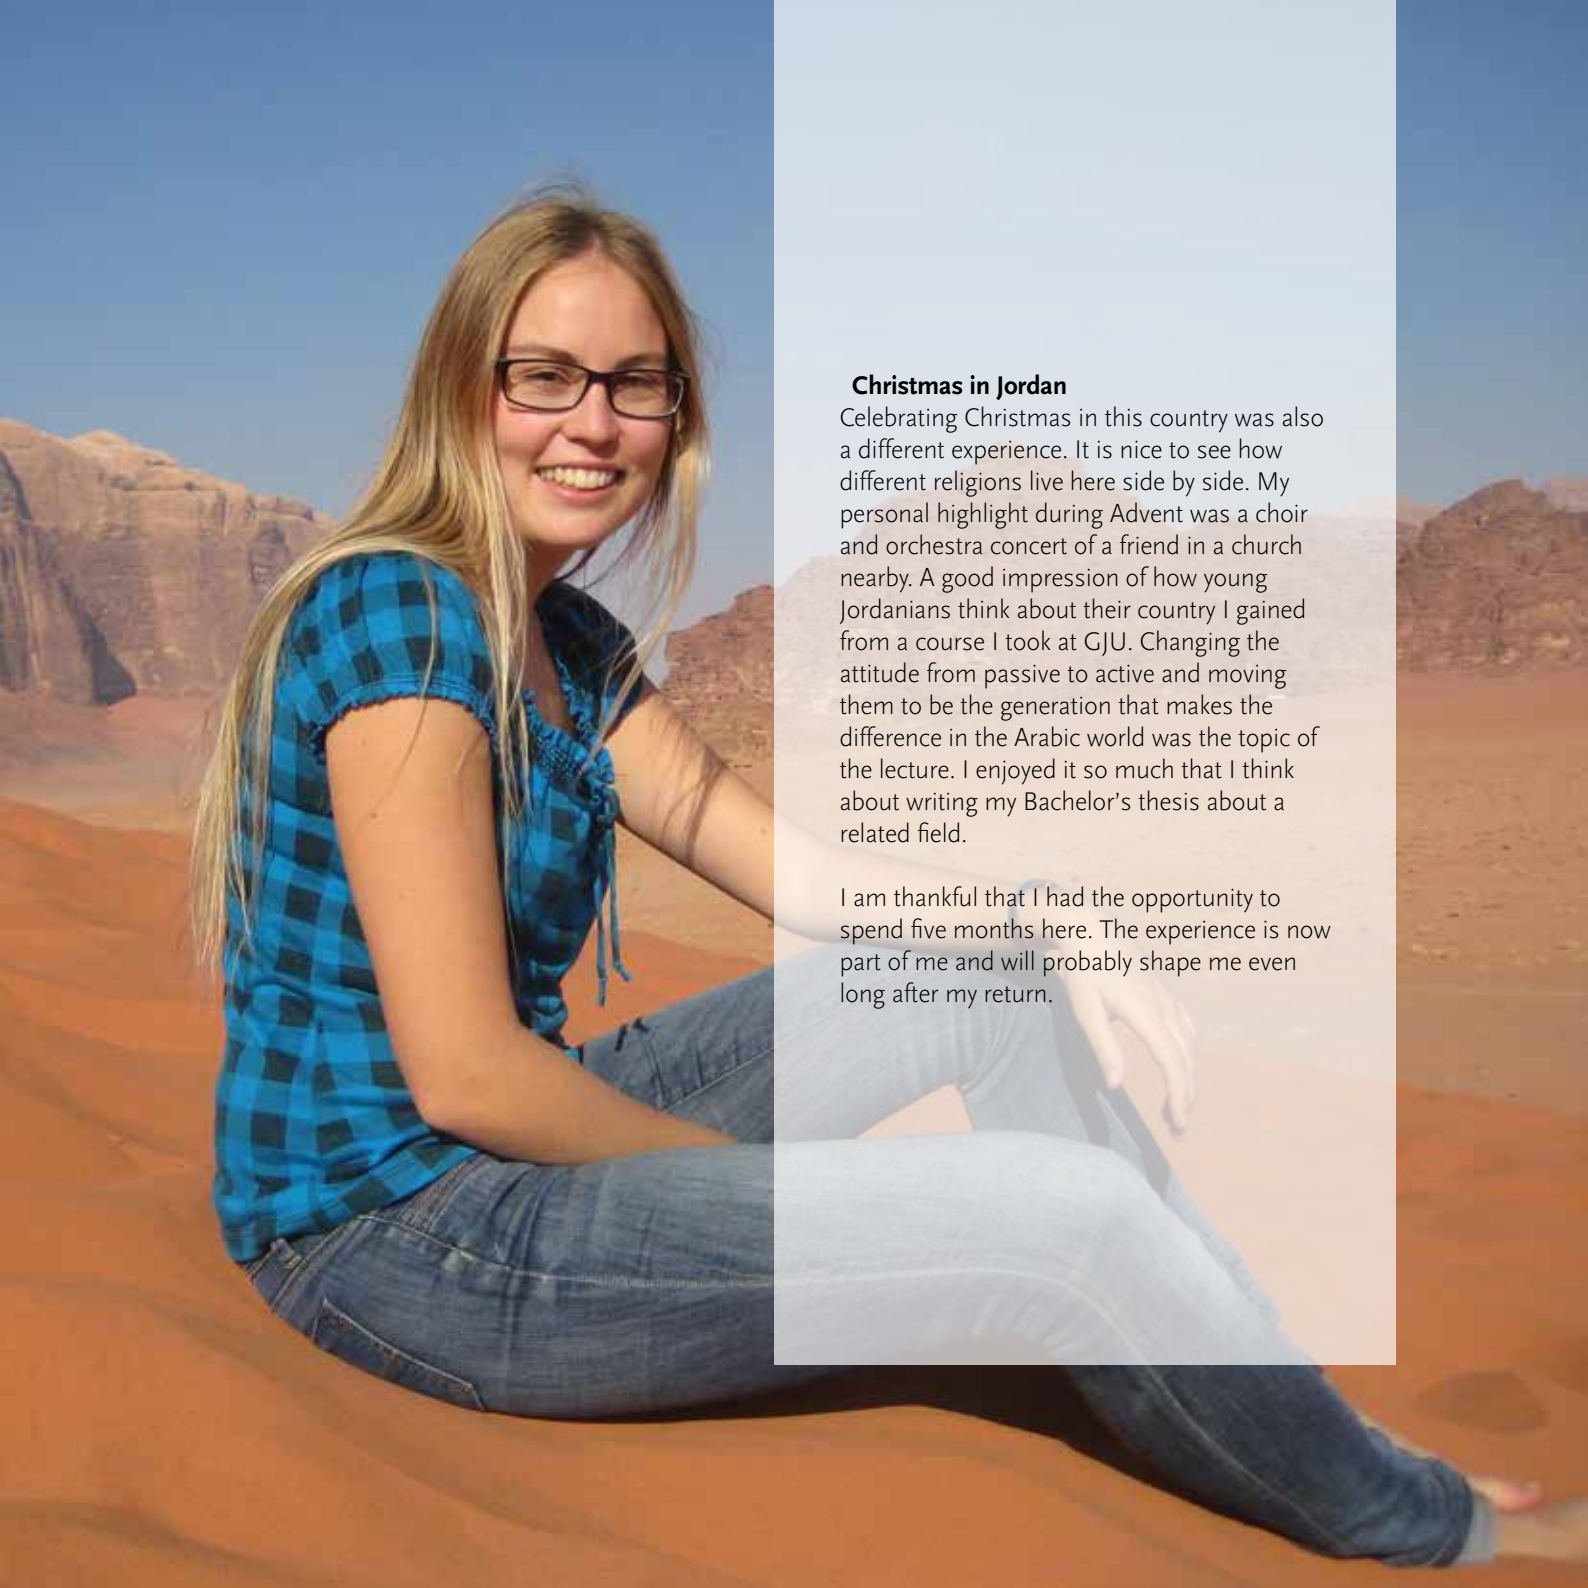 Christmas in Jordan
Celebrating Christmas in this country was also
a different experience. It is nice to see how
different religions live here side by side. My
personal highlight during Advent was a choir
and orchestra concert of a friend in a church
nearby. A good impression of how young
Jordanians think about their country I gained
from a course I took at GJU. Changing the
attitude from passive to active and moving
them to be the generation that makes the
difference in the Arabic world was the topic of
the lecture. I enjoyed it so much that I think
about writing my Bachelor’s thesis about a
related field.
I am thankful that I had the opportunity to
spend five months here. The experience is now
part of me and will probably shape me even
long after my return.